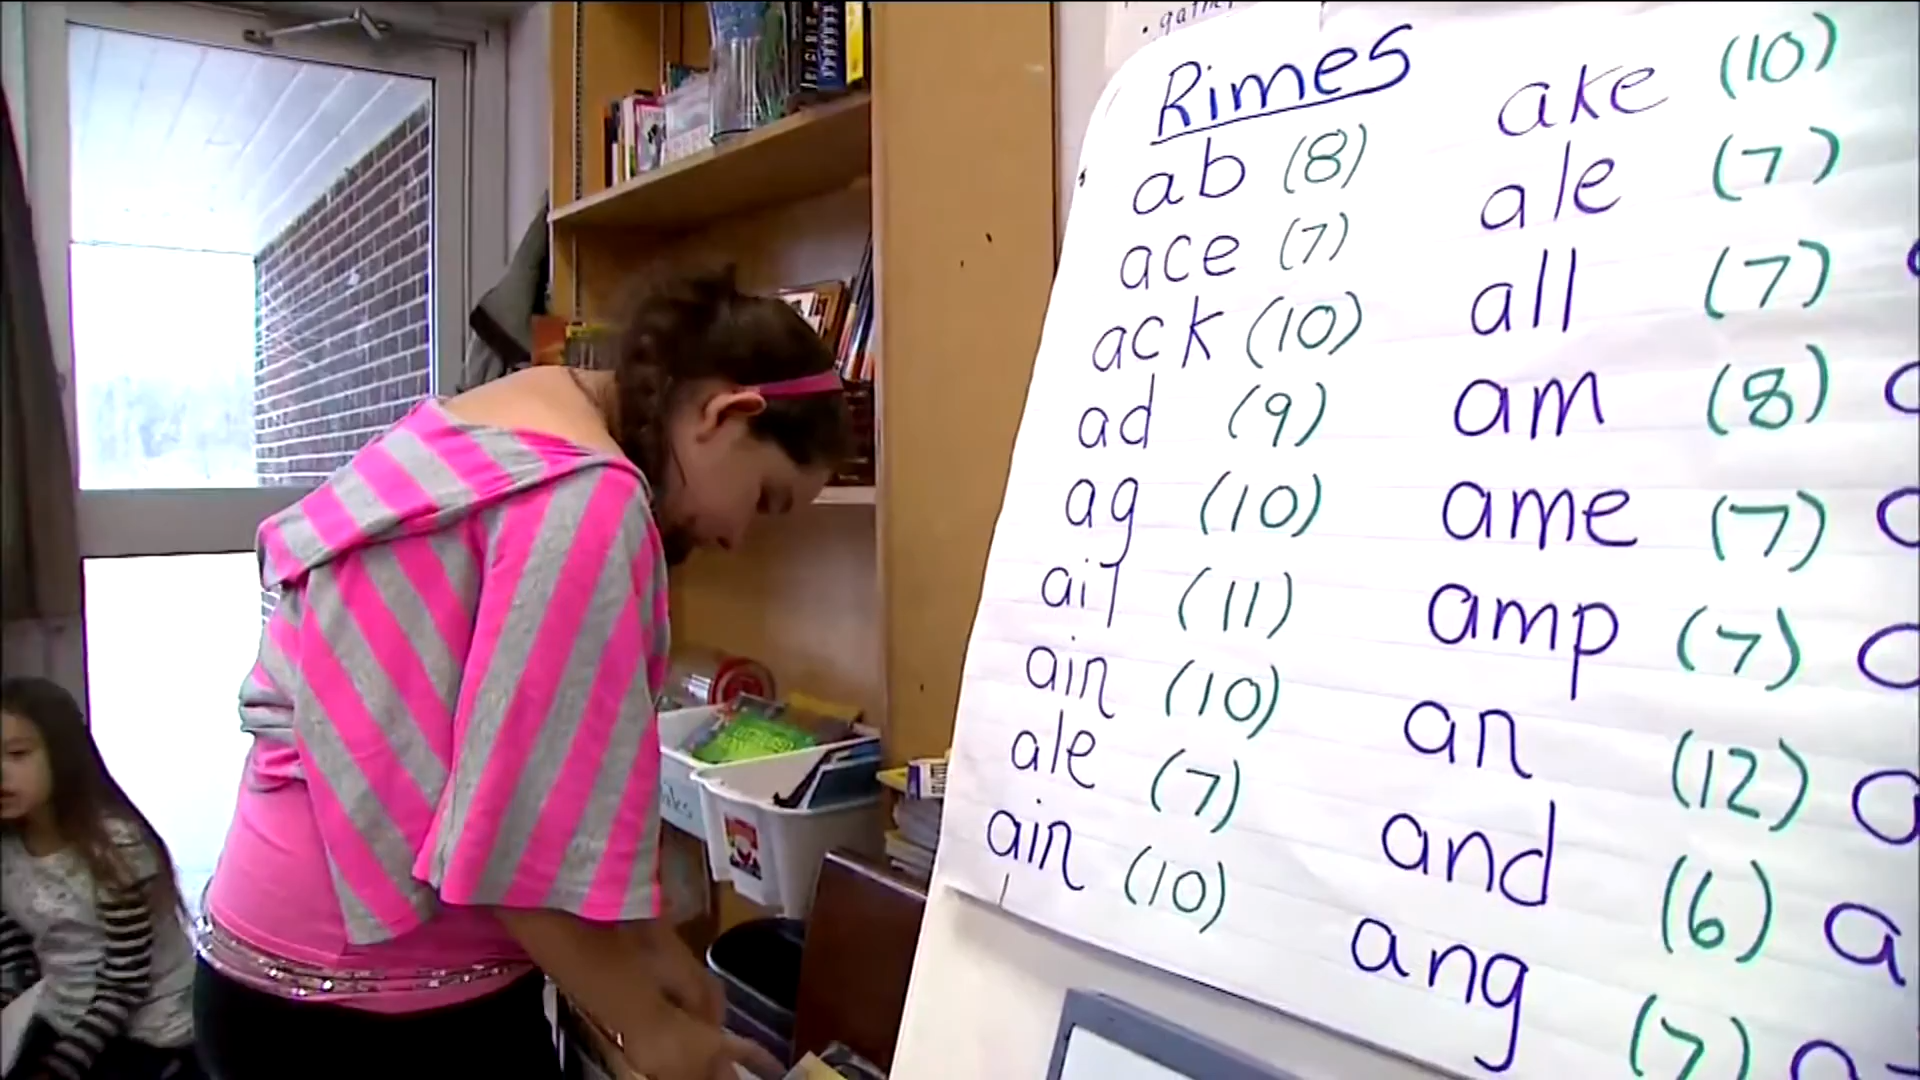 Rimes
ab (8)
ace (7)
ack (10)
ad (9)
ag (10)
ail (11)
ain (10)
ale (7)
ain (10)
ake (10)
ale (7)
all (7)
am (8)
ame (7)
amp (7)
an (12)
and (6)
ang (7)